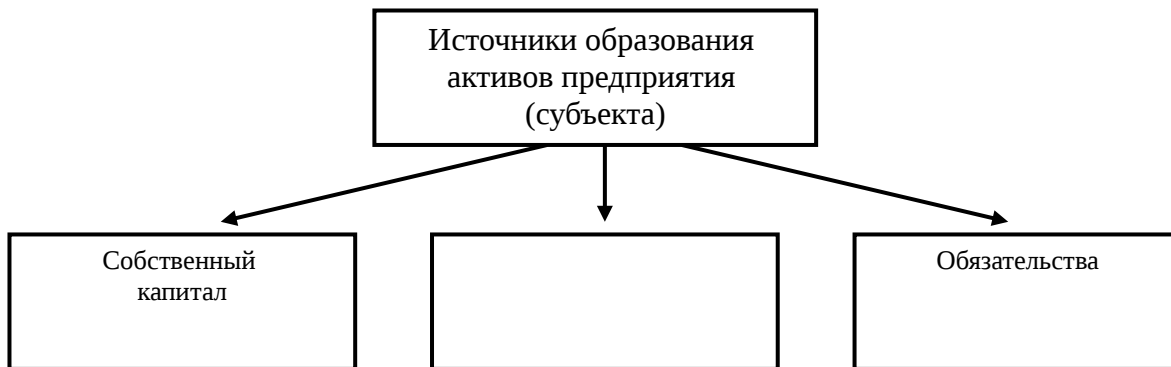 Источники образования
активов предприятия
(субъекта)
Собственный
капитал
Обязательства